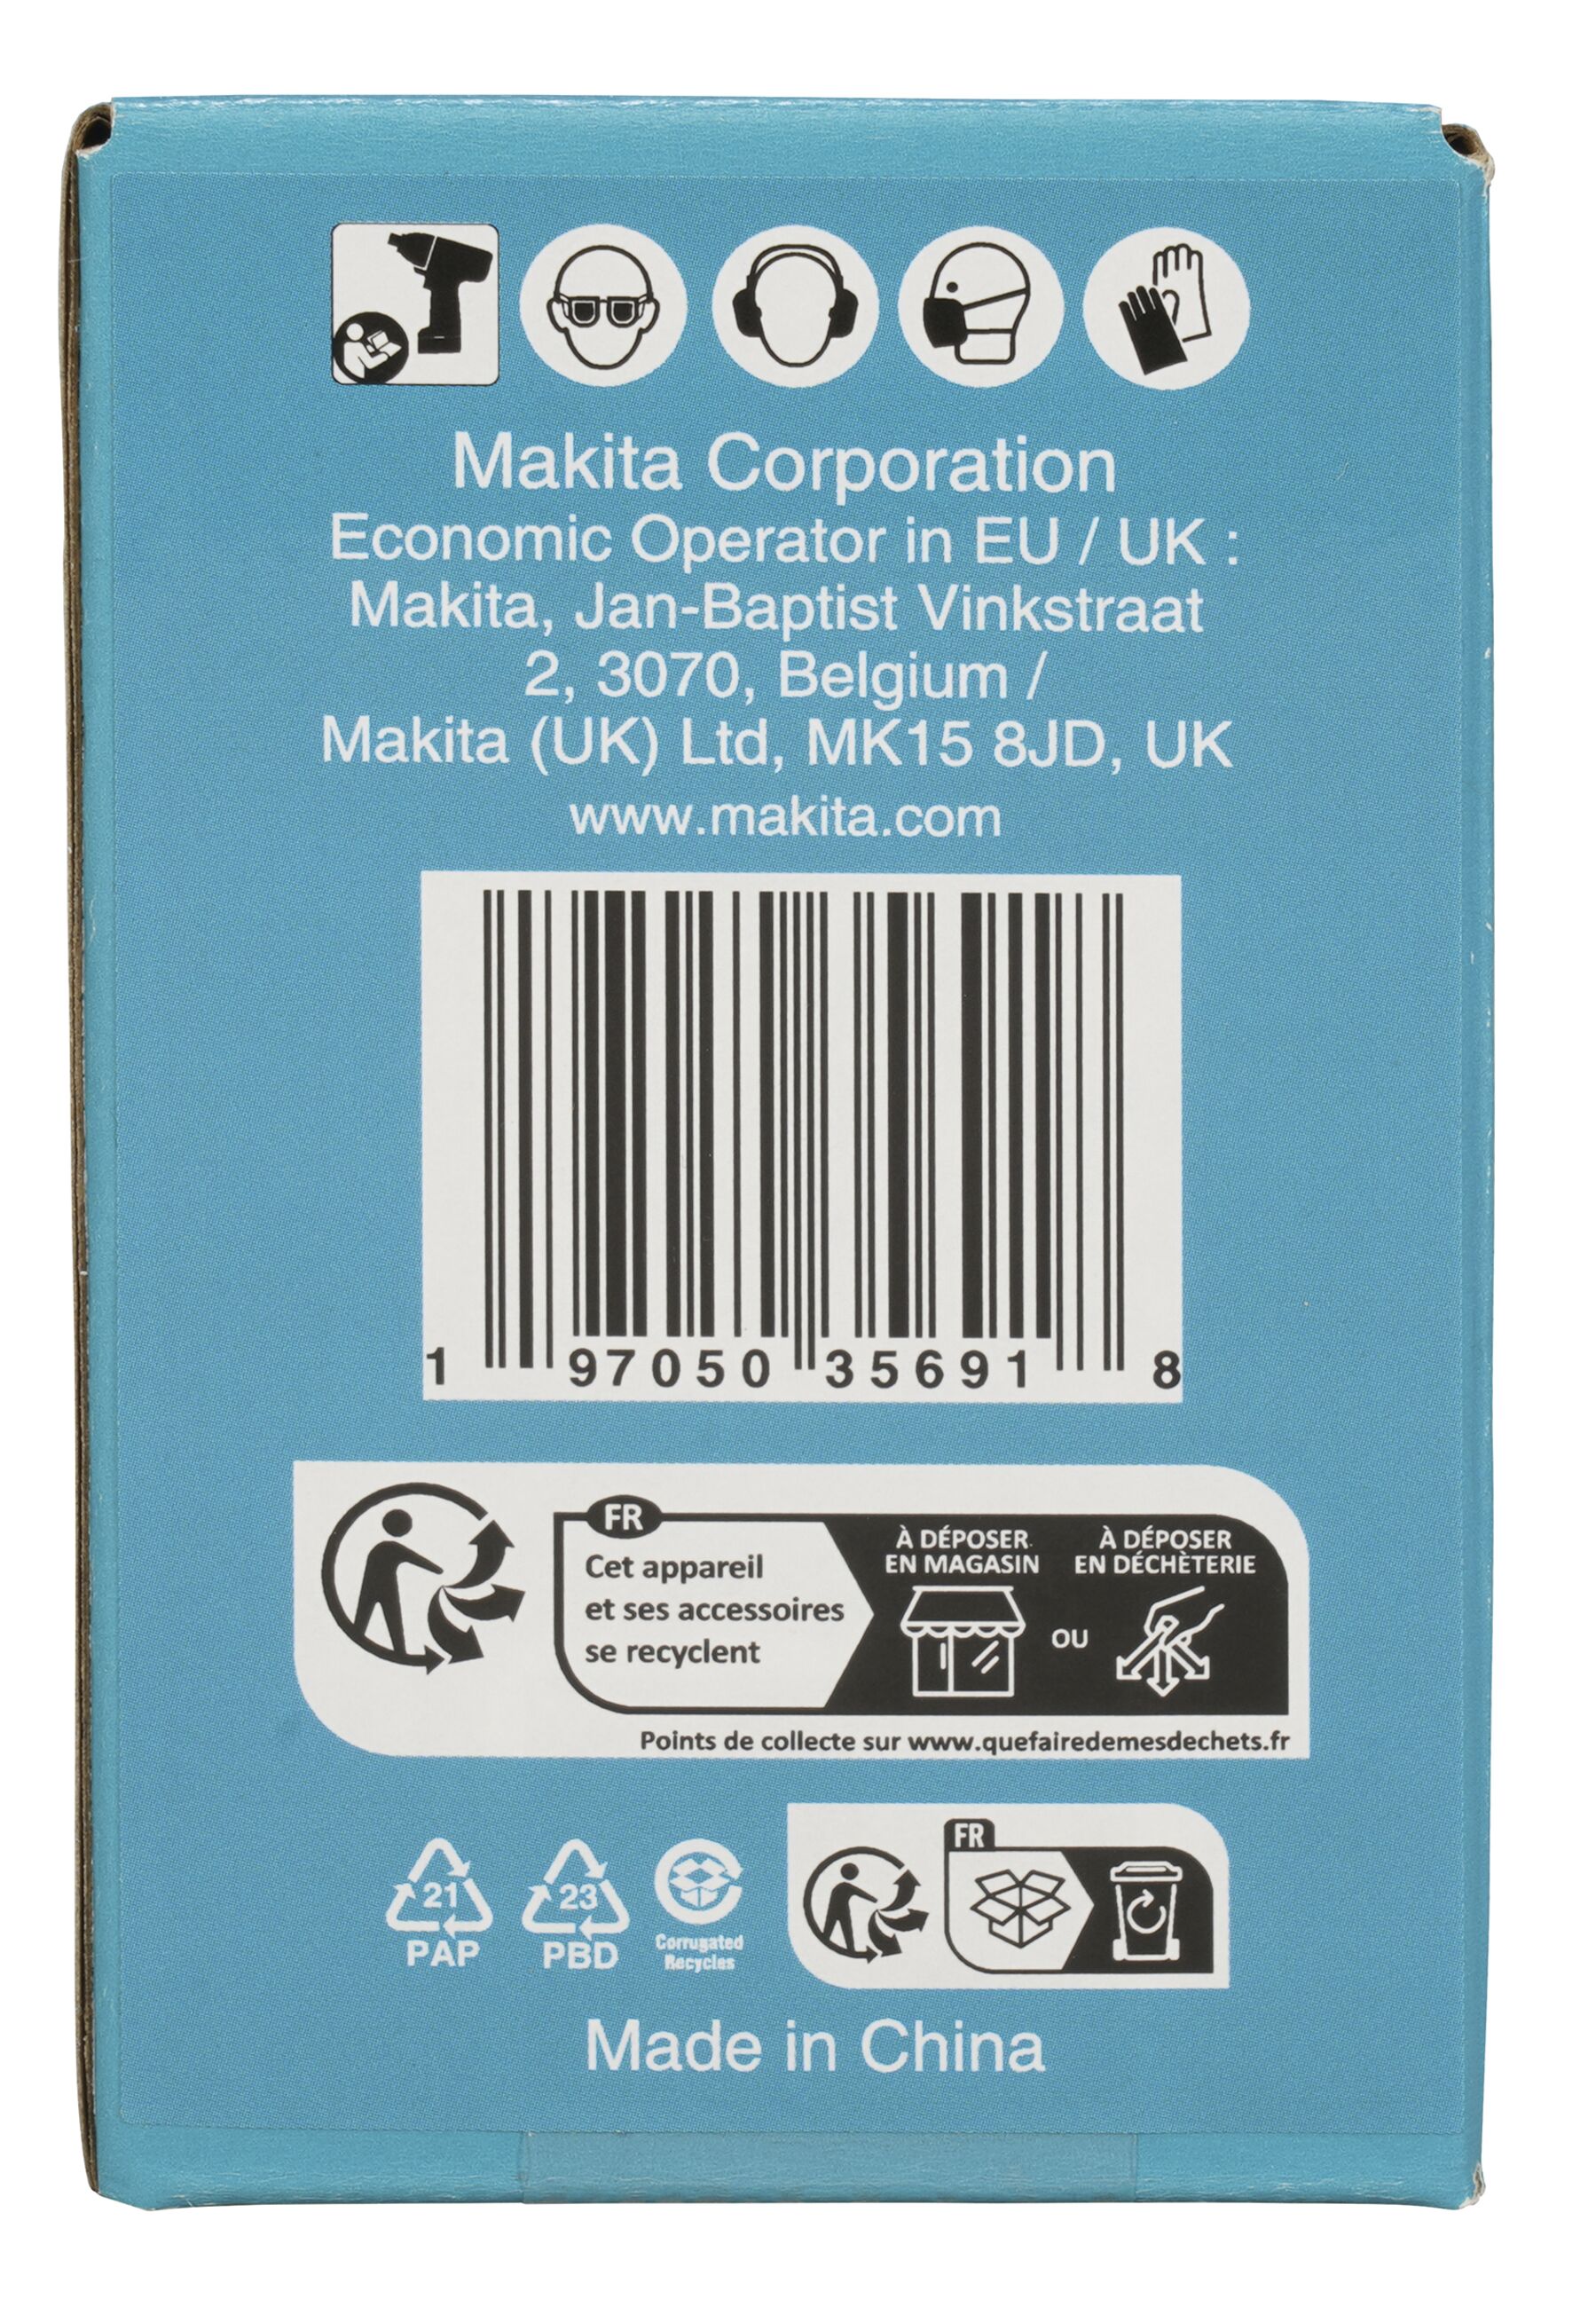 Makita Corporation
Economic Operator in EU / UK :
Makita, Jan-Baptist Vinkstraat
2, 3070, Belgium /
Makita (UK) Ltd, MK15 8JD, UK
www.makita.com
1 97050 35691 8
FR
Cet appareil
et ses accessoires
se recyclent
À DÉPOSER
EN MAGASIN
OU
À DÉPOSER
EN DÉCHÈTERIE
Points de collecte sur www.quefairedemesdechets.fr
21
PAP
23
PBD
Corrugated
Recycles
FR
Made in China